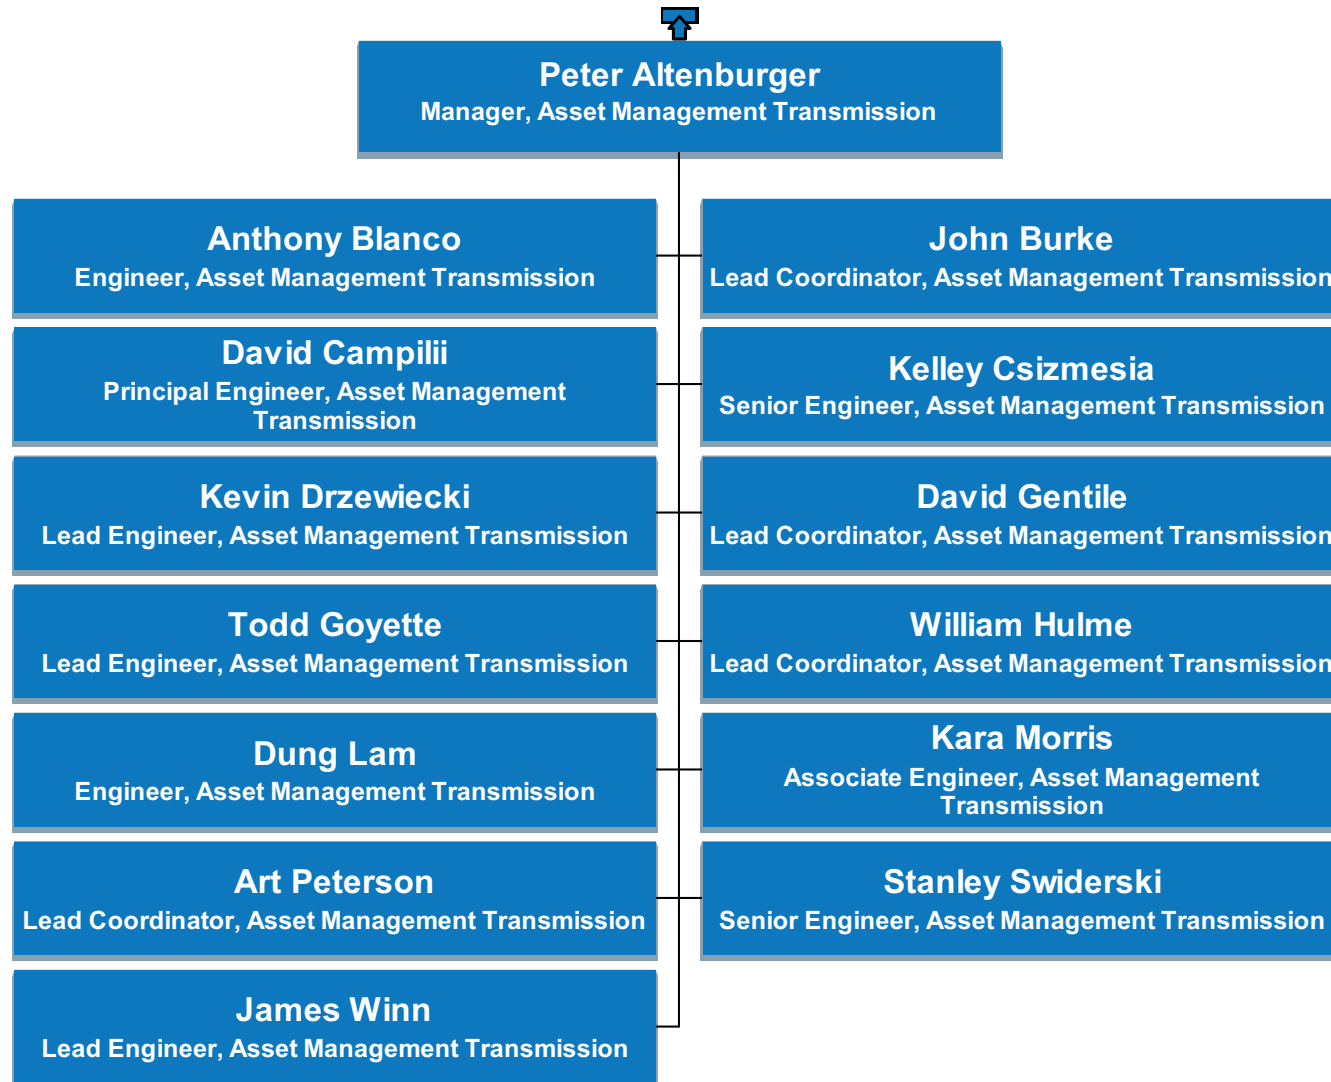 Peter Altenburger
Manager, Asset Management Transmission
Anthony Blanco
Engineer, Asset Management Transmission
John Burke
Lead Coordinator, Asset Management Transmission
David Campilii
Principal Engineer, Asset Management
Transmission
Kelley Csizmesia
Senior Engineer, Asset Management Transmission
Kevin Drzewiecki
Lead Engineer, Asset Management Transmission
David Gentile
Lead Coordinator, Asset Management Transmission
Todd Goyette
Lead Engineer, Asset Management Transmission
William Hulme
Lead Coordinator, Asset Management Transmission
Dung Lam
Engineer, Asset Management Transmission
Kara Morris
Associate Engineer, Asset Management
Transmission
Art Peterson
Lead Coordinator, Asset Management Transmission
Stanley Swiderski
Senior Engineer, Asset Management Transmission
James Winn
Lead Engineer, Asset Management Transmission